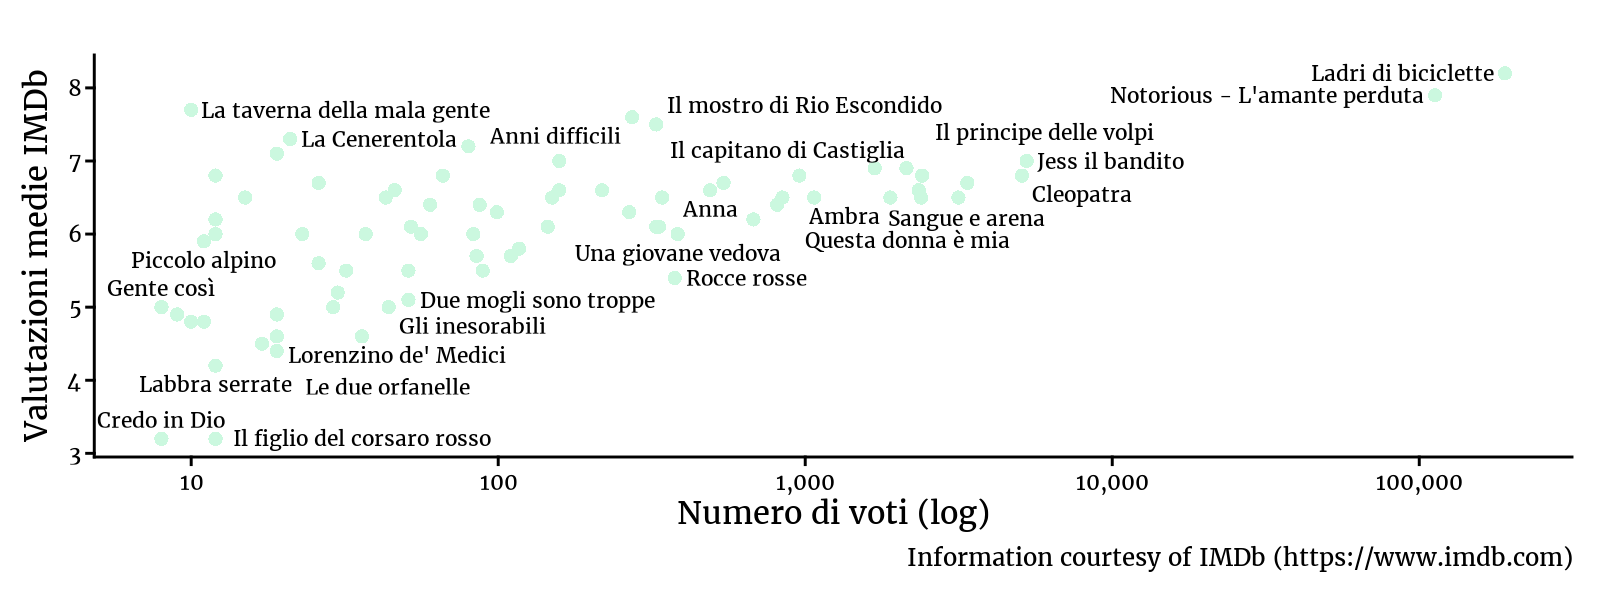 Valutazioni medie IMDb
8
7
6
5
4
3
Ladri di biciclette
Notorious - L'amante perduta
La taverna della mala gente
Il mostro di Rio Escondido
La Cenerentola
Anni difficili
Il principe delle volpi
Il capitano di Castiglia
Jess il bandito
Cleopatra
Anna
Ambra
Sangue e arena
Questa donna è mia
Una giovane vedova
Piccolo alpino
Rocce rosse
Gente così
Due mogli sono troppe
Gli inesorabili
Lorenzino de' Medici
Labbra serrate
Le due orfanelle
Credo in Dio
Il figlio del corsaro rosso
10
100
1,000
10,000
100,000
Numero di voti (log)
Information courtesy of IMDb (https://www.imdb.com)